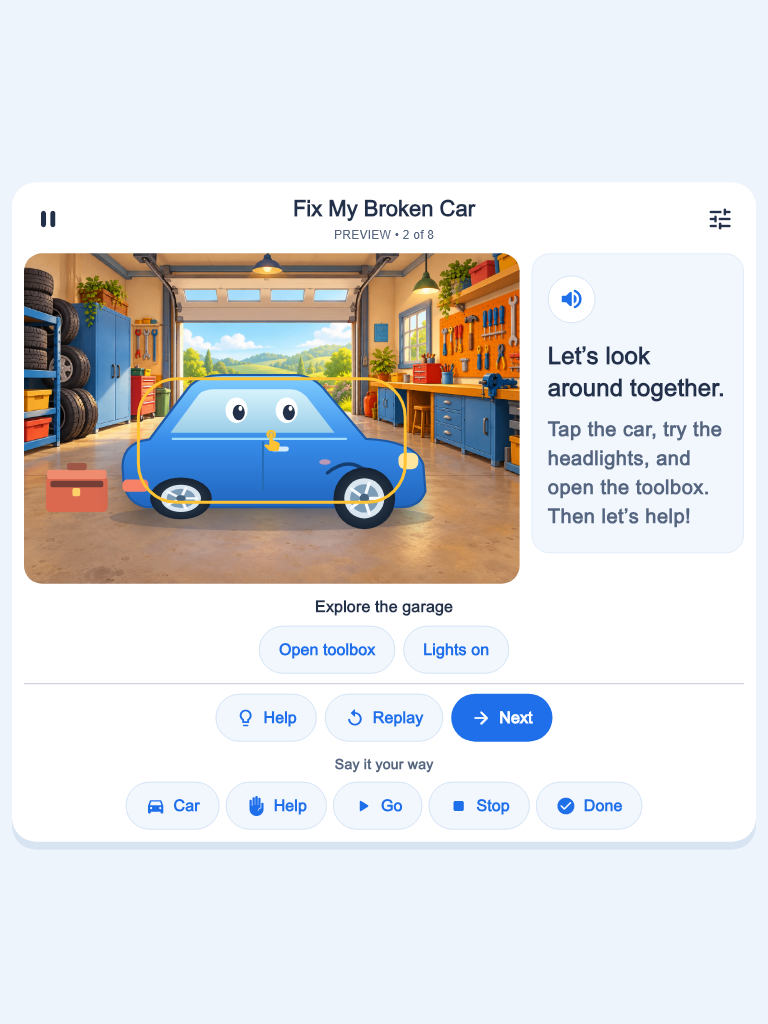 Fix My Broken Car
PREVIEW • 2 of 8
Let’s look
around together.
Tap the car, try the
headlights, and
open the toolbox.
Then let’s help!
Explore the garage
Open toolbox
Lights on
Help
Replay
Next
Say it your way
Car
Help
Go
Stop
Done